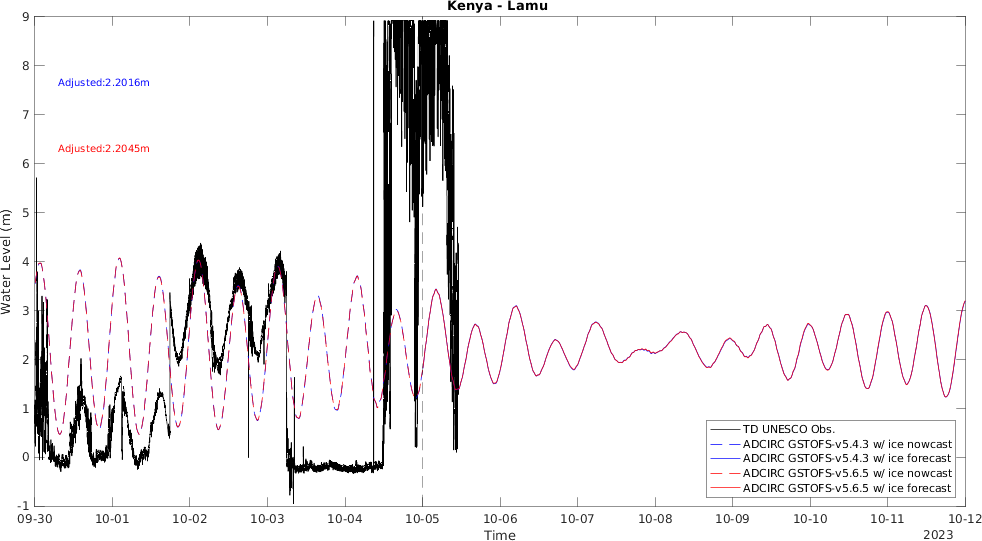 Kenya - Lamu
9
8
7
6
5
4
3
2
1
0
-1
Water Level (m)
Adjusted:2.2016m
Adjusted:2.2045m
TD UNESCO Obs.
ADCIRC GSTOFS-v5.4.3 w/ ice nowcast
ADCIRC GSTOFS-v5.4.3 w/ ice forecast
ADCIRC GSTOFS-v5.6.5 w/ ice nowcast
ADCIRC GSTOFS-v5.6.5 w/ ice forecast
09-30 10-01 10-02 10-03 10-04 10-05 10-06 10-07 10-08 10-09 10-10 10-11 10-12
Time
2023